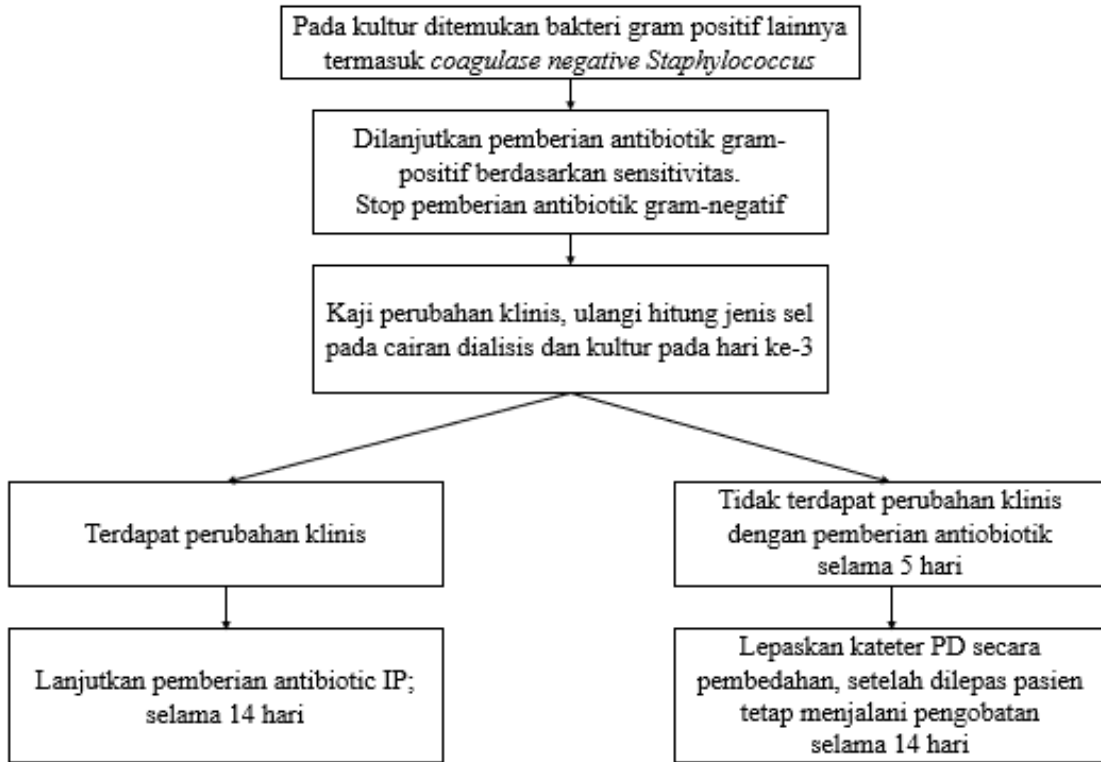 Pada kultur ditemukan bakteri gram positif lainnya
termasuk coagulase negative Staphylococcus
Dilanjutkan pemberian antibiotik gram-
positif berdasarkan sensitivitas.
Stop pemberian antibiotik gram-negatif
Kaji perubahan klinis, ulangi hitung jenis sel
pada cairan dialisis dan kultur pada hari ke-3
Terdapat perubahan klinis
Tidak terdapat perubahan klinis
dengan pemberian antiobiotik
selama 5 hari
Lanjutkan pemberian antibiotic IP;
selama 14 hari
Lepaskan kateter PD secara
pembedahan, setelah dilepas pasien
tetap menjalani pengobatan
selama 14 hari